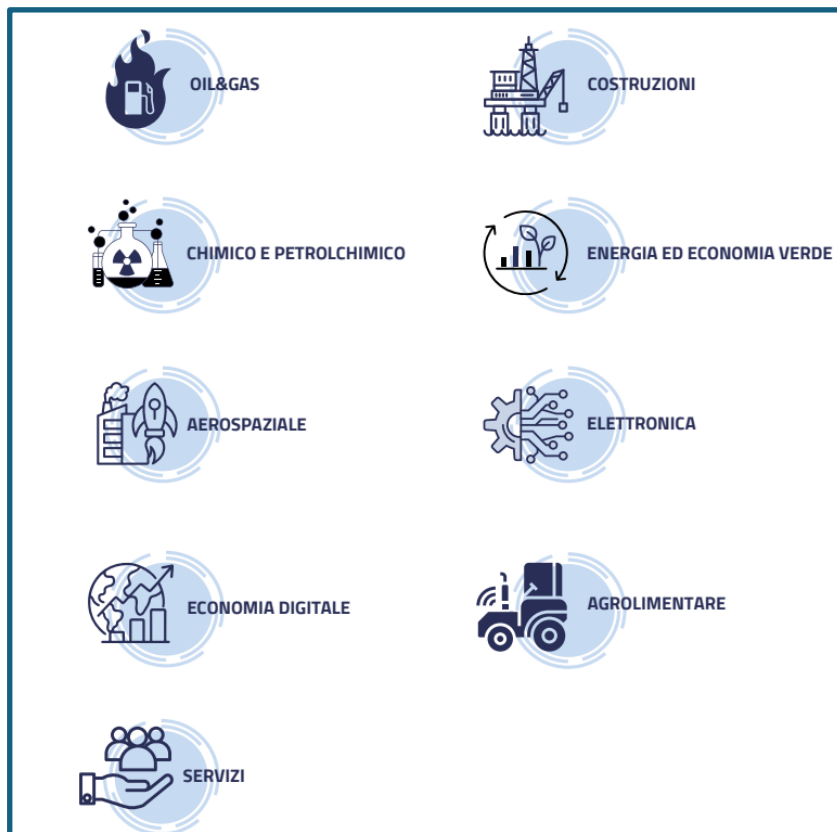 OIL&GAS
COSTRUZIONI
CHIMICO E PETROLCHIMICO
ENERGIA ED ECONOMIA VERDE
AEROSPAZIALE
ELETTRONICA
ECONOMIA DIGITALE
AGROLIMENTARE
SERVIZI